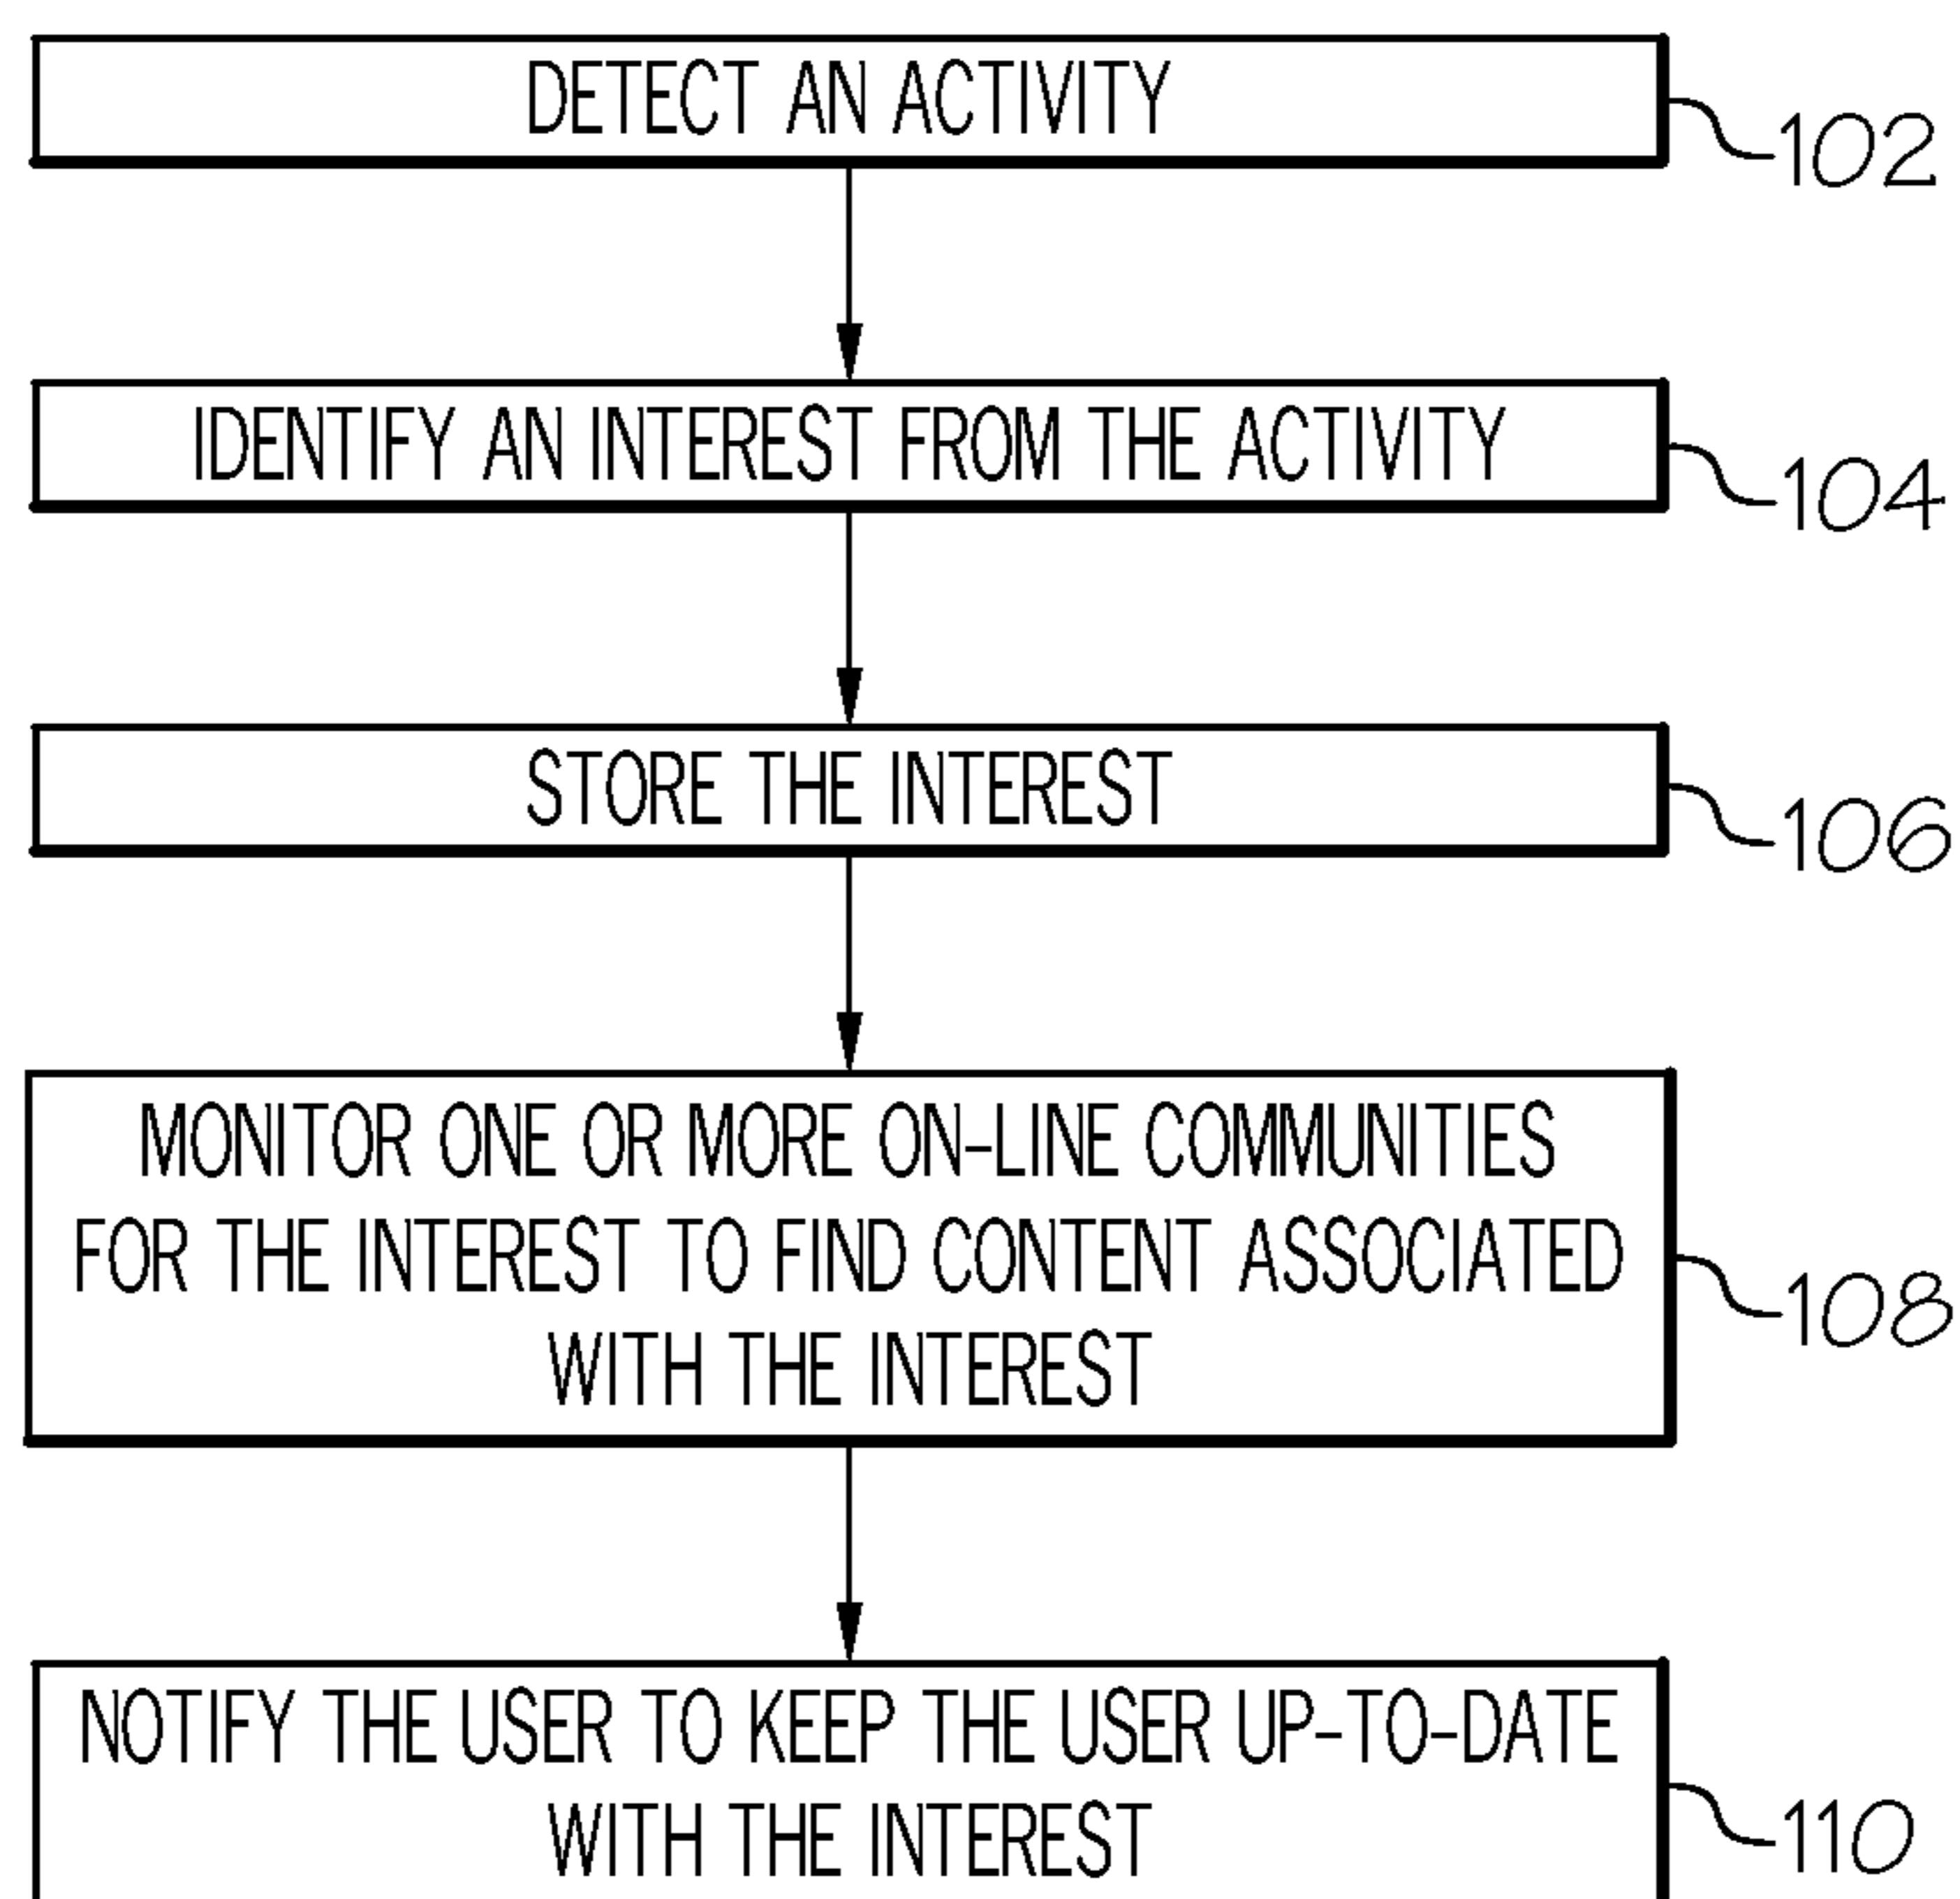 DETECT AN ACTIVITY
102
IDENTIFY AN INTEREST FROM THE ACTIVITY
104
STORE THE INTEREST
106
MONITOR ONE OR MORE ON-LINE COMMUNITIES
FOR THE INTEREST TO FIND CONTENT ASSOCIATED
WITH THE INTEREST
108
NOTIFY THE USER TO KEEP THE USER UP-TO-DATE
WITH THE INTEREST
110